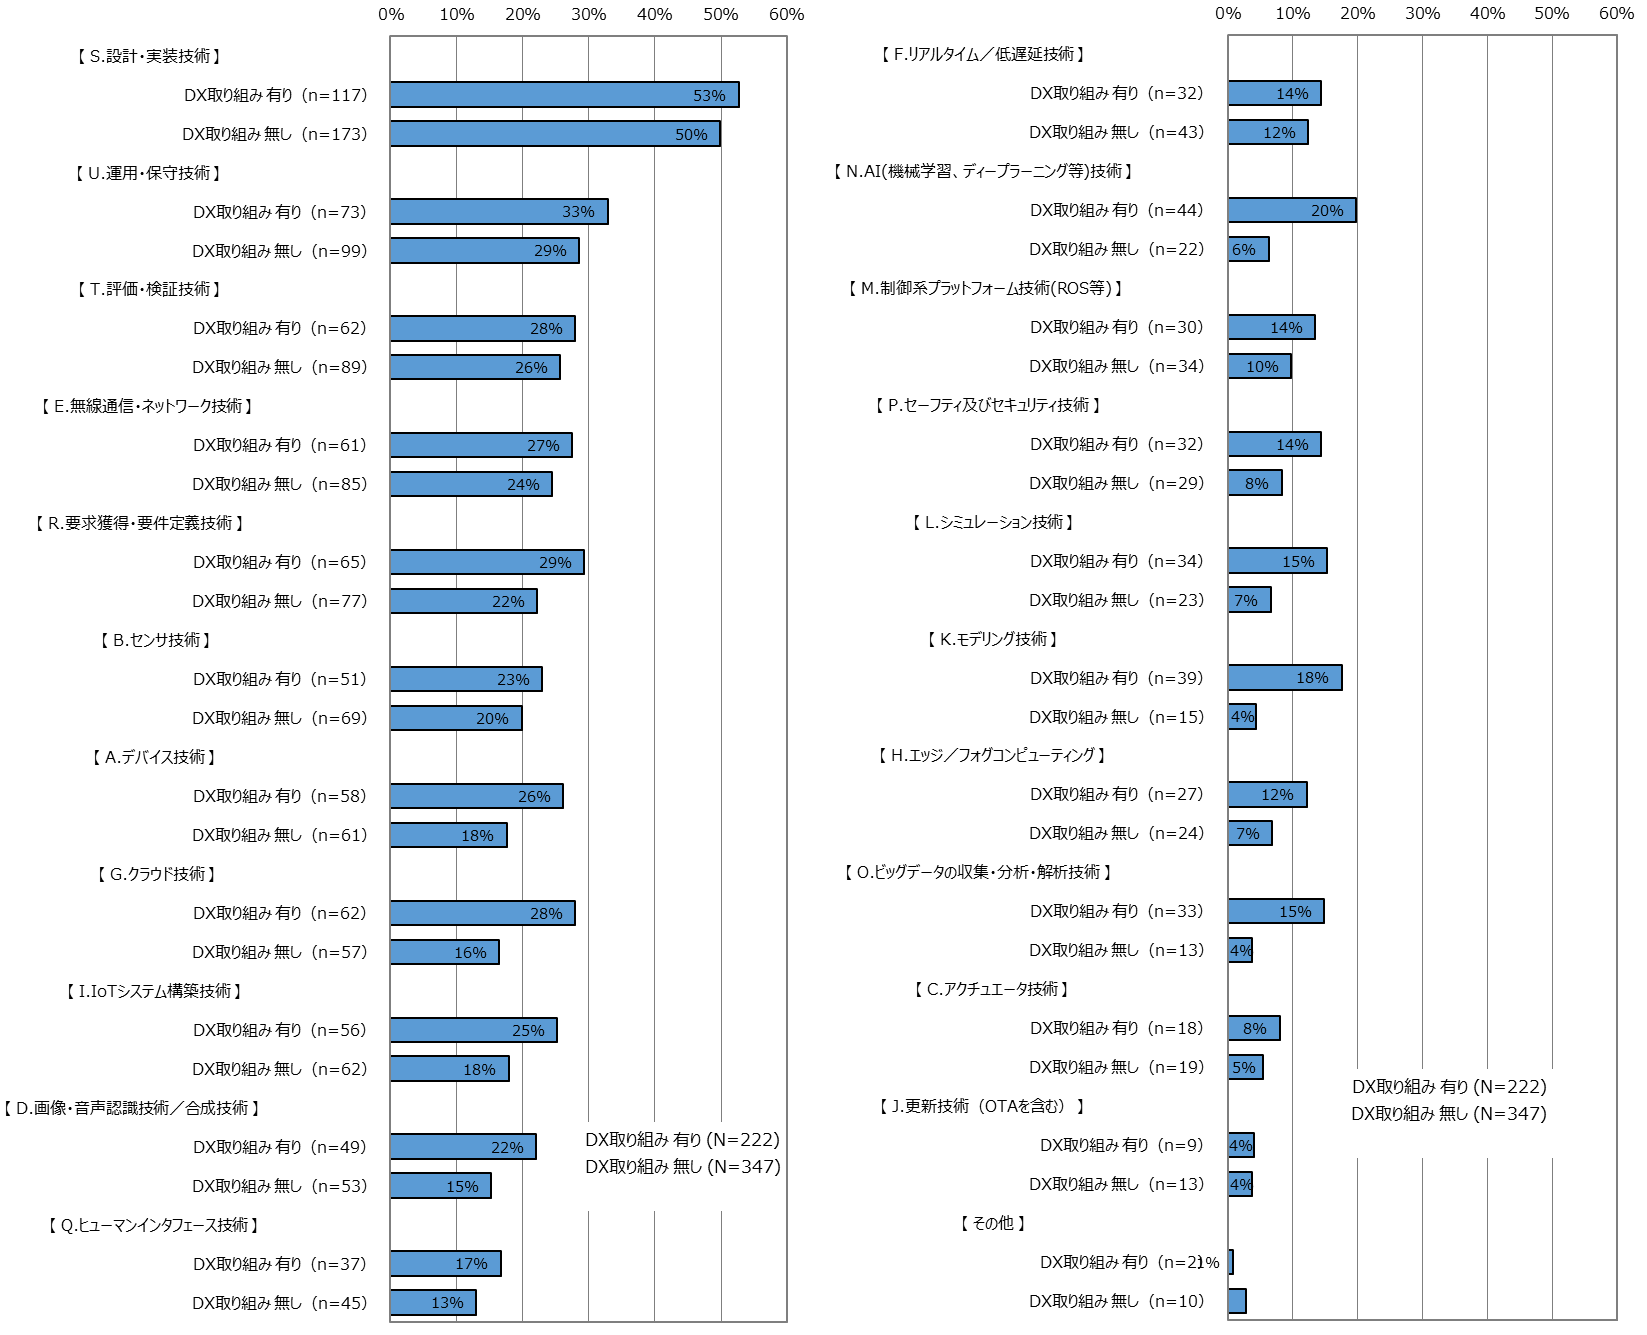 0% 10% 20% 30% 40% 50% 60%
【 S.設計・実装技術 】
DX取り組み 有り（n=117） 53%
DX取り組み 無し（n=173） 50%
【 U.運用・保守技術 】
DX取り組み 有り（n=73） 33%
DX取り組み 無し（n=99） 29%
【 T.評価・検証技術 】
DX取り組み 有り（n=62） 28%
DX取り組み 無し（n=89） 26%
【 E.無線通信・ネットワーク技術 】
DX取り組み 有り（n=61） 27%
DX取り組み 無し（n=85） 24%
【 R.要求獲得・要件定義技術 】
DX取り組み 有り（n=65） 29%
DX取り組み 無し（n=77） 22%
【 B.センサ技術 】
DX取り組み 有り（n=51） 23%
DX取り組み 無し（n=69） 20%
【 A.デバイス技術 】
DX取り組み 有り（n=58） 26%
DX取り組み 無し（n=61） 18%
【 G.クラウド技術 】
DX取り組み 有り（n=62） 28%
DX取り組み 無し（n=57） 16%
【 I.IoTシステム構築技術 】
DX取り組み 有り（n=56） 25%
DX取り組み 無し（n=62） 18%
【 D.画像・音声認識技術／合成技術 】
DX取り組み 有り（n=49） 22%
DX取り組み 無し（n=53） 15%
DX取り組み 有り (N=222)
DX取り組み 無し (N=347)
【 Q.ヒューマンインタフェース技術 】
DX取り組み 有り（n=37） 17%
DX取り組み 無し（n=45） 13%
0% 10% 20% 30% 40% 50% 60%
【 F.リアルタイム／低遅延技術 】
DX取り組み 有り（n=32） 14%
DX取り組み 無し（n=43） 12%
【 N.AI(機械学習、ディープラーニング等)技術 】
DX取り組み 有り（n=44） 20%
DX取り組み 無し（n=22） 6%
【 M.制御系プラットフォーム技術(ROS等) 】
DX取り組み 有り（n=30） 14%
DX取り組み 無し（n=34） 10%
【 P.セーフティ及びセキュリティ技術 】
DX取り組み 有り（n=32） 14%
DX取り組み 無し（n=29） 8%
【 L.シミュレーション技術 】
DX取り組み 有り（n=34） 15%
DX取り組み 無し（n=23） 7%
【 K.モデリング技術 】
DX取り組み 有り（n=39） 18%
DX取り組み 無し（n=15） 4%
【 H.エッジ／フォグコンピューティング 】
DX取り組み 有り（n=27） 12%
DX取り組み 無し（n=24） 7%
【 O.ビッグデータの収集・分析・解析技術 】
DX取り組み 有り（n=33） 15%
DX取り組み 無し（n=13） 4%
【 C.アクチュエータ技術 】
DX取り組み 有り（n=18） 8%
DX取り組み 無し（n=19） 5%
DX取り組み 有り (N=222)
DX取り組み 無し (N=347)
【 J.更新技術（OTAを含む） 】
DX取り組み 有り（n=9） 4%
DX取り組み 無し（n=13） 4%
【 その他 】
DX取り組み 有り（n=2） 1%
DX取り組み 無し（n=10）